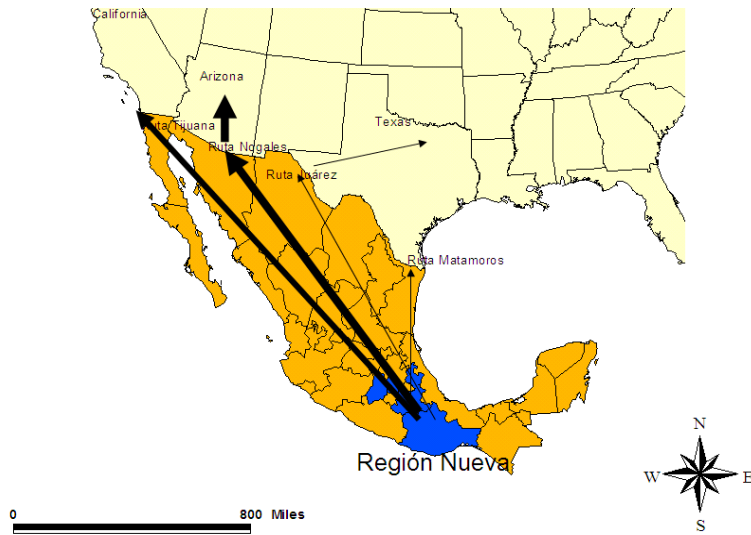 California
Arizona
Texas
Ruta Tijuana
Ruta Nogales
Ruta Juárez
Ruta Matamoros
Región Nueva
N
W E
S
0 800 Miles